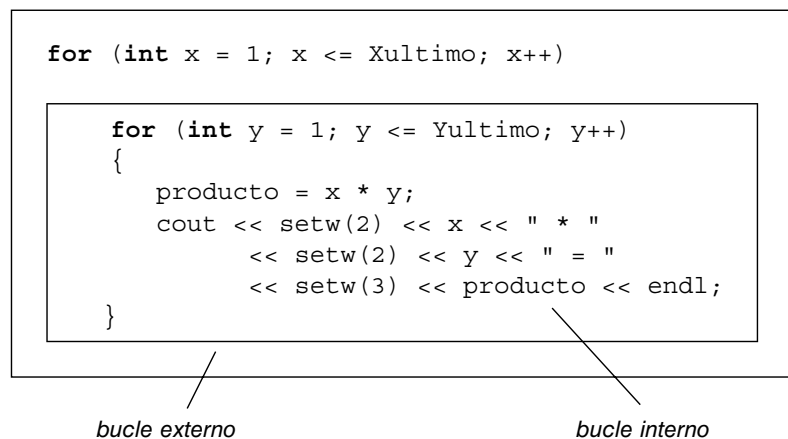 for (int x = 1; x <= Xultimo; x++)
for (int y = 1; y <= Yultimo; y++)
{
producto = x * y;
cout << setw(2) << x << " * "
<< setw(2) << y << " = "
<< setw(3) << producto << endl;
}
bucle externo bucle interno